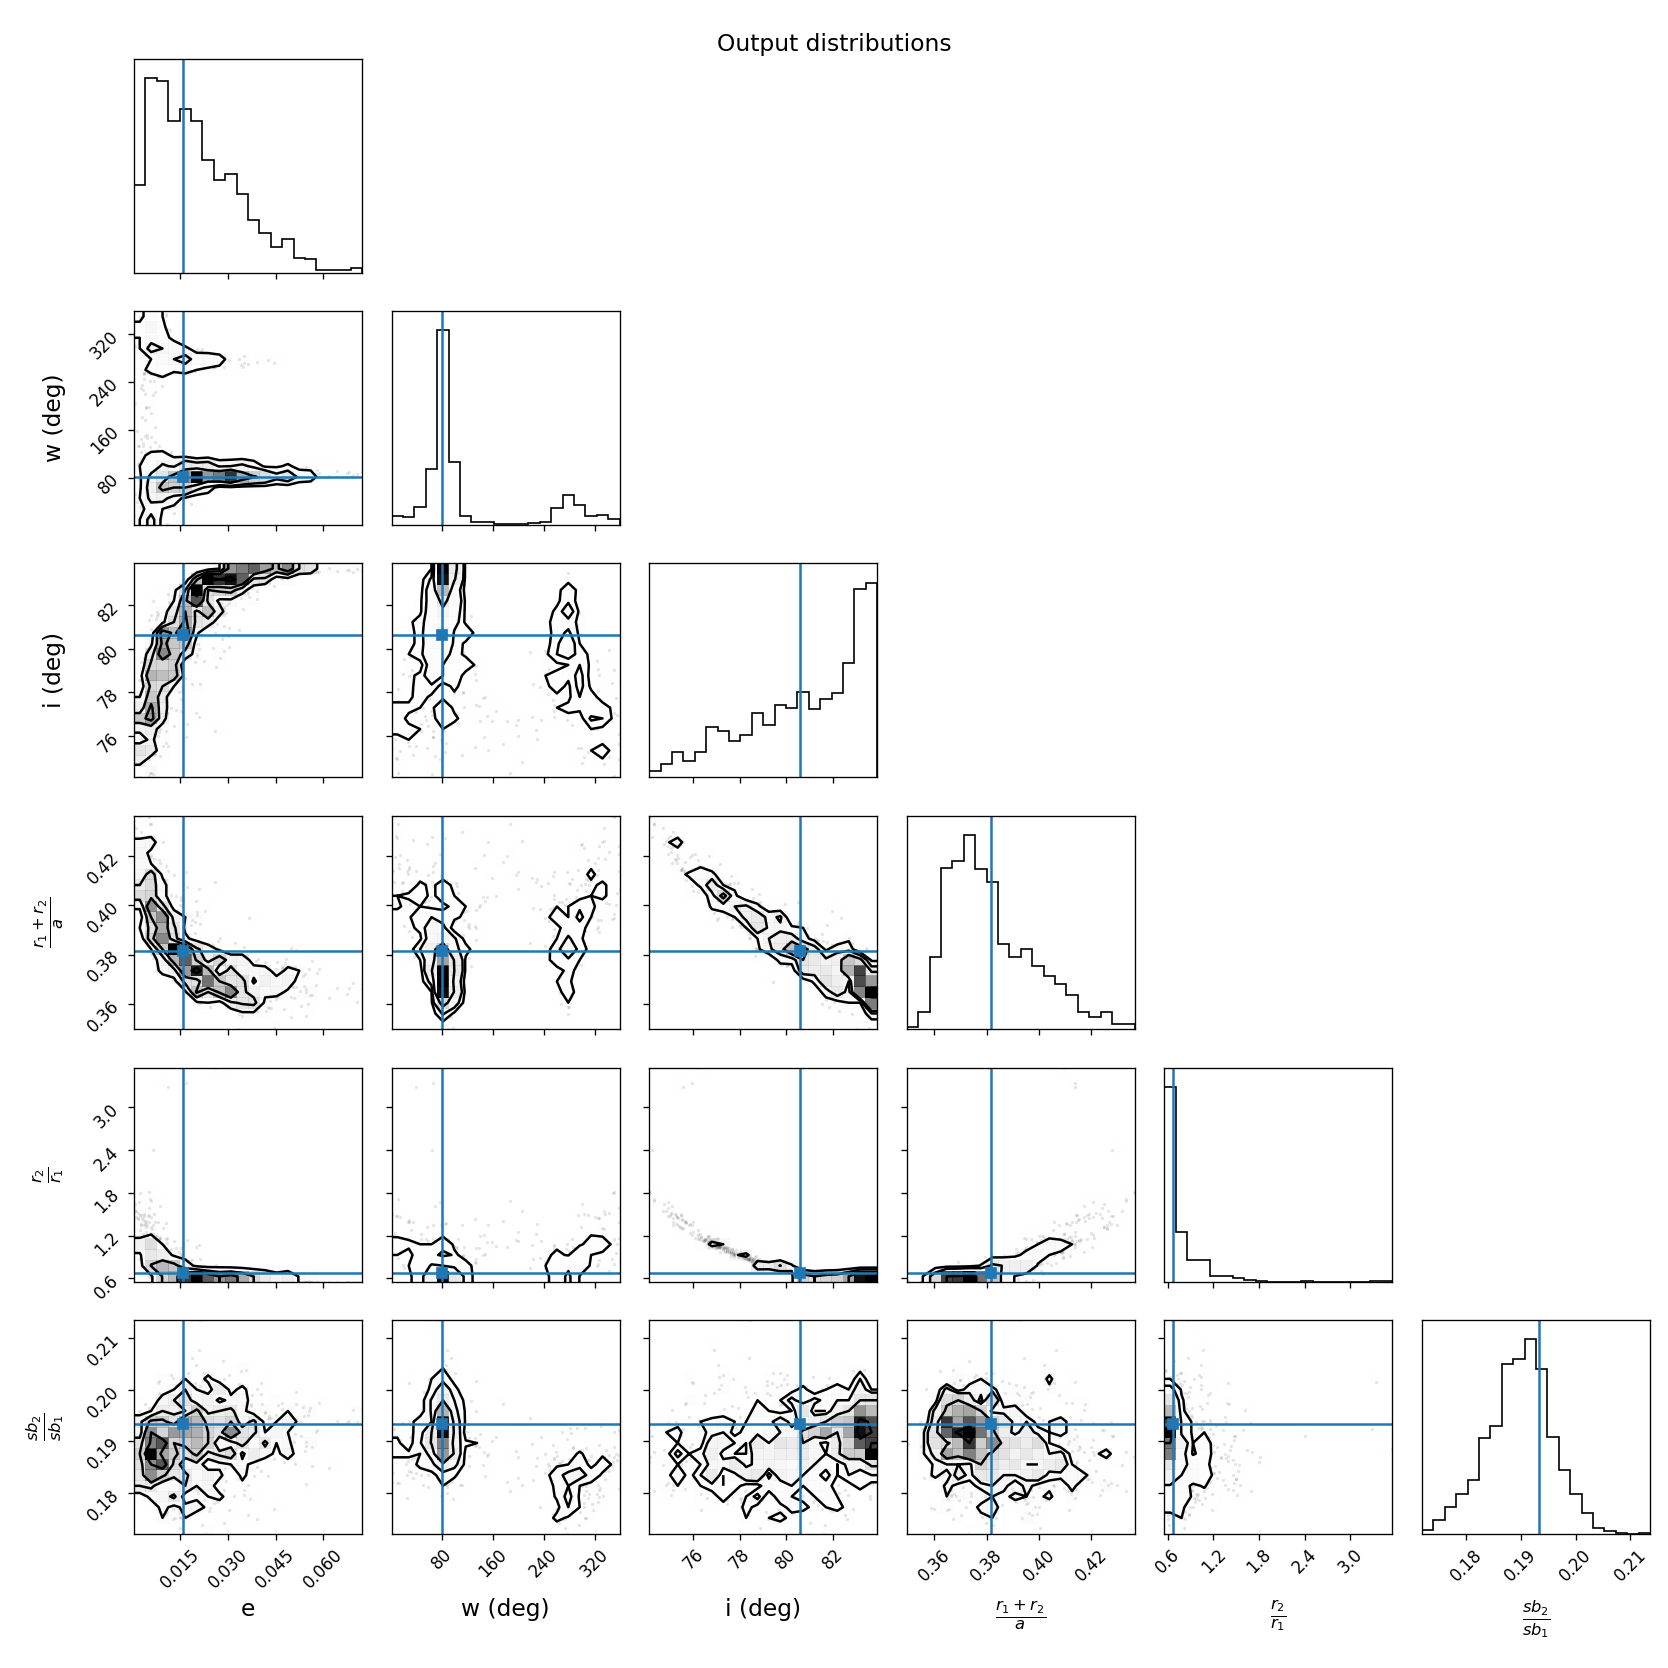 Output distributions
w (deg)
320
240
160
80
i (deg)
82
80
78
76
r₁ + r₂
a
0.42
0.40
0.38
0.36
r₂
r₁
3.0
2.4
1.8
1.2
0.6
sb₂
sb₁
0.21
0.20
0.19
0.18
0.015 0.030 0.045 0.060 80 160 240 320 76 78 80 82 0.36 0.38 0.40 0.42 0.6 1.2 1.8 2.4 3.0 0.18 0.19 0.20 0.21
e w (deg) i (deg) r₁ + r₂ r₂ sb₂
a r₁ sb₁